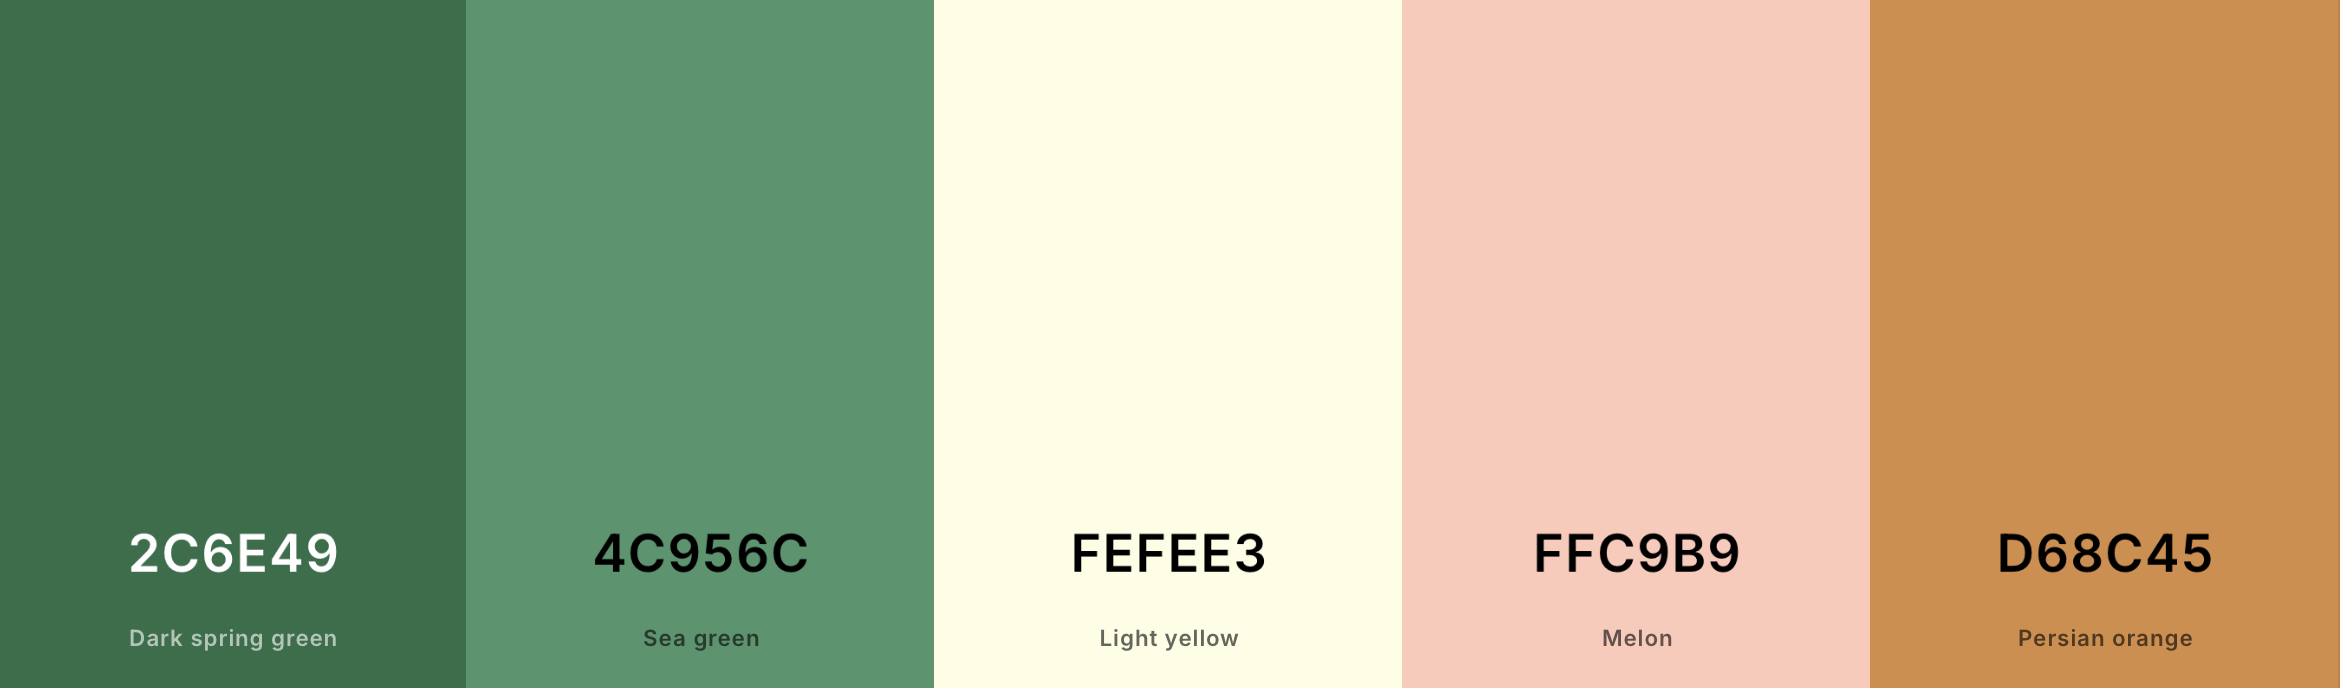 2C6E49
Dark spring green
4C956C
Sea green
FEFEE3
Light yellow
FFC9B9
Melon
D68C45
Persian orange